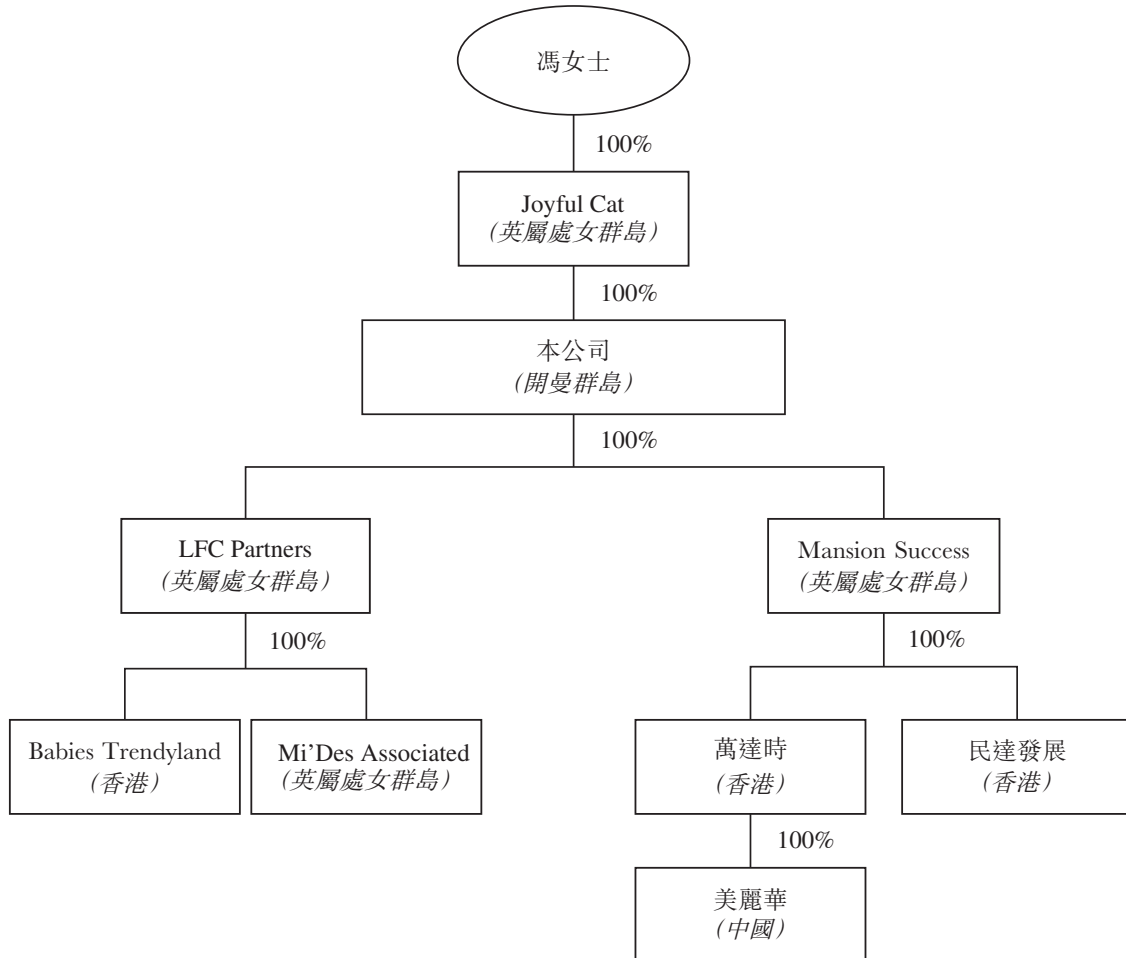 馮女士
100%
Joyful Cat
(英屬處女群島)
100%
本公司
(開曼群島)
100%
LFC Partners
(英屬處女群島)
Mansion Success
(英屬處女群島)
100%
100%
Babies Trendyland
(香港)
Mi’Des Associated
(英屬處女群島)
萬達時
(香港)
民達發展
(香港)
100%
美麗華
(中國)